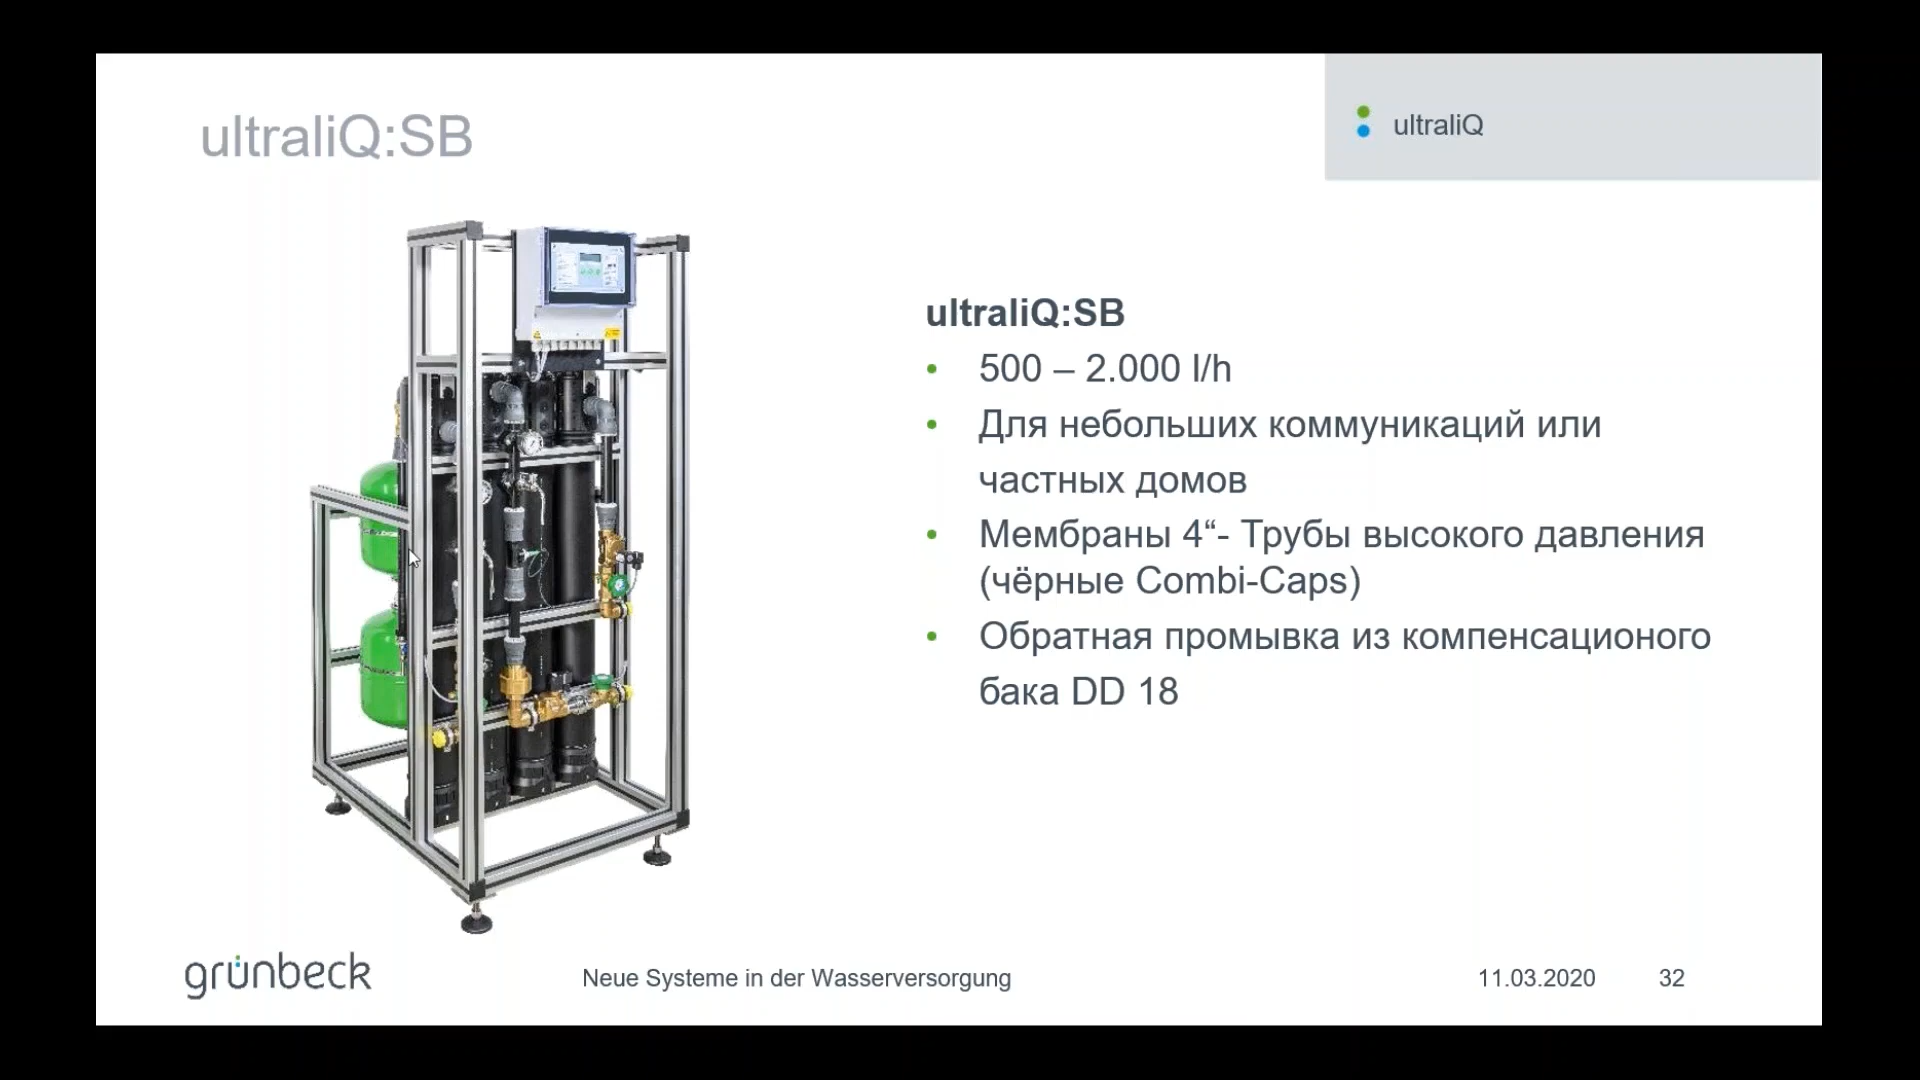 ultraliQ:SB
ultraliQ
ultraliQ:SB
• 500 – 2.000 l/h
• Для небольших коммуникаций или
частных домов
• Мембраны 4“- Трубы высокого давления
(чёрные Combi-Caps)
• Обратная промывка из компенсационого
бака DD 18
grünbeck
Neue Systeme in der Wasserversorgung
11.03.2020
32